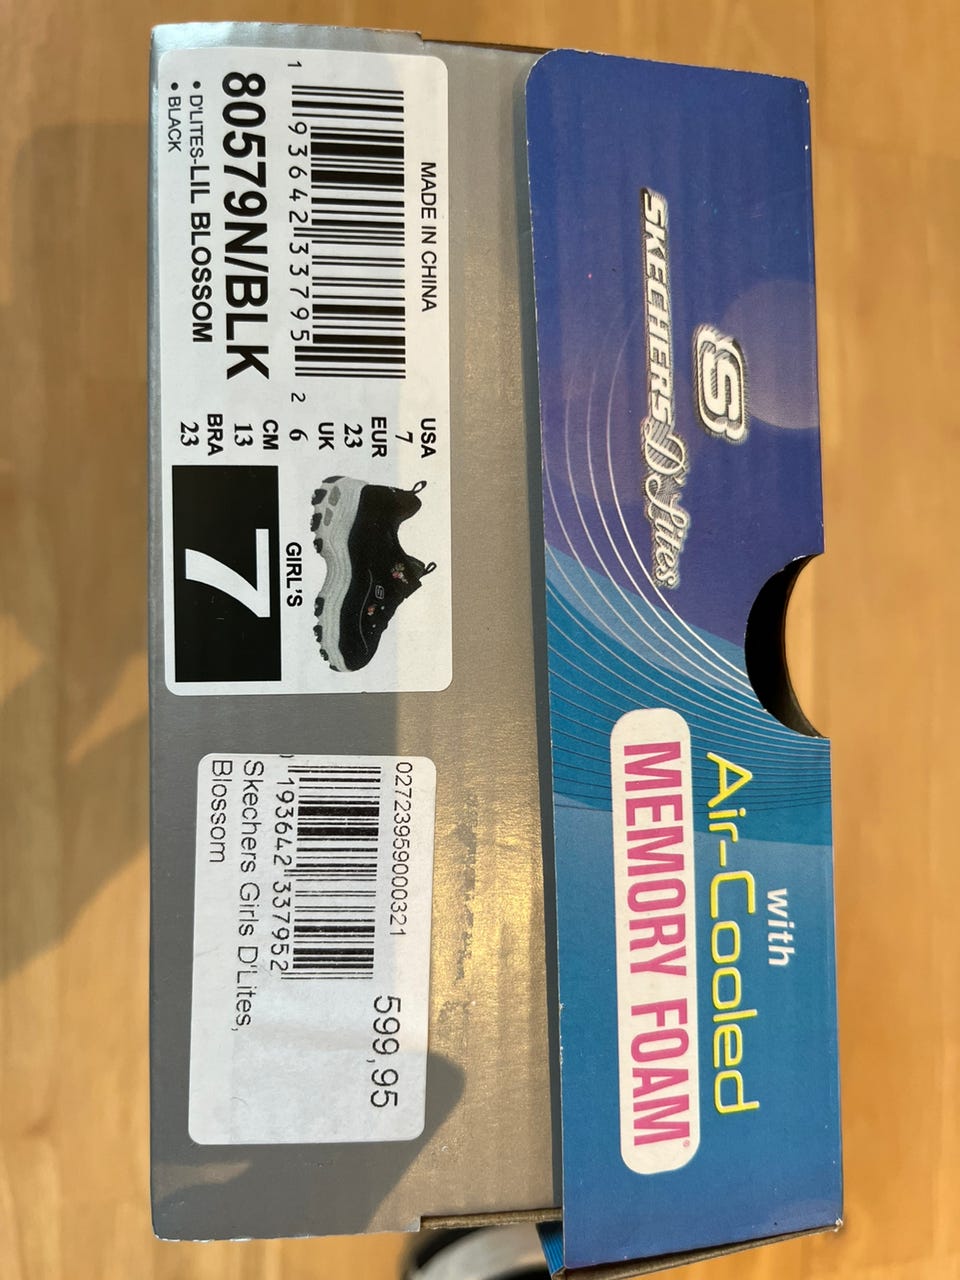 S
SKECHERS D'lites
with
Air-Cooled
MEMORY FOAM®
MADE IN CHINA
1 93642 33795 2
80579N/BLK
• D'LITES-LIL BLOSSOM
• BLACK
USA
7
EUR
23
UK
6
CM
13
BRA
23
GIRL'S
7
02723959000321
599,95
0 193642 337952
Skechers Girls D'Lites,
Blossom